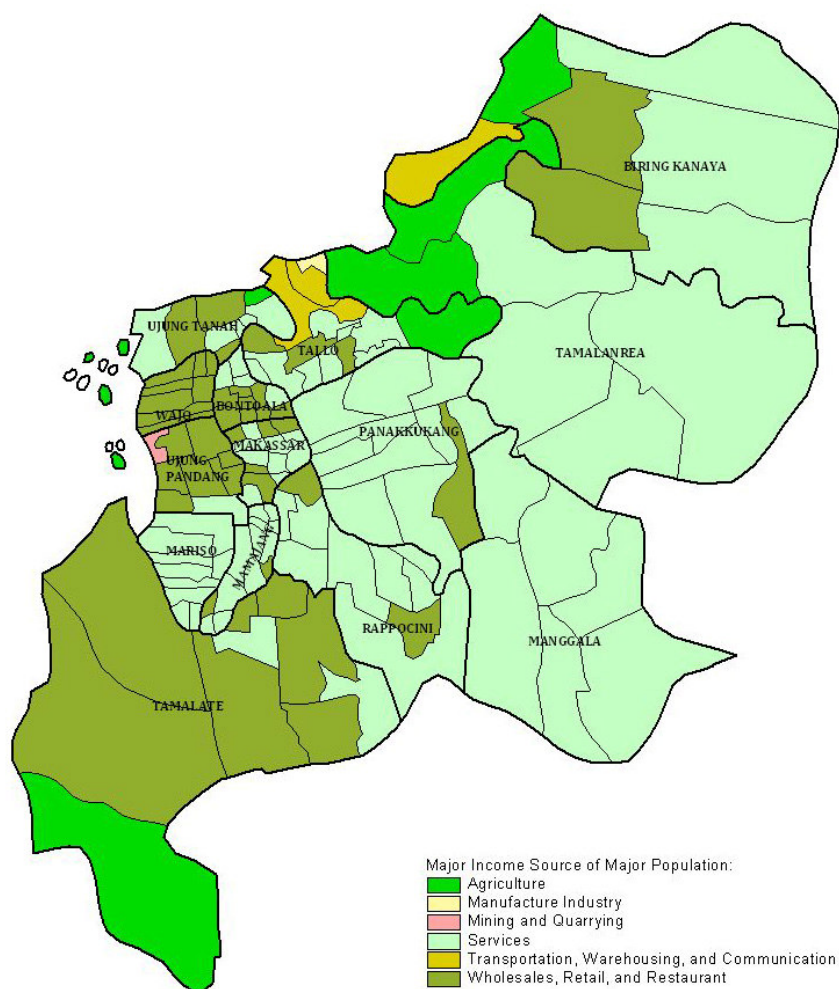 BIRING KANAYA
UJUNG TANAH
TALLO
TAMALANREA
WAJO
BONTOALA
PANAKKUKANG
MAKASSAR
UJUNG
PANDANG
MARISO
MAMAJANG
RAPPOCINI
MANGGALA
TAMALATE
Major Income Source of Major Population:
Agriculture
Manufacture Industry
Mining and Quarrying
Services
Transportation, Warehousing, and Communication
Wholesales, Retail, and Restaurant